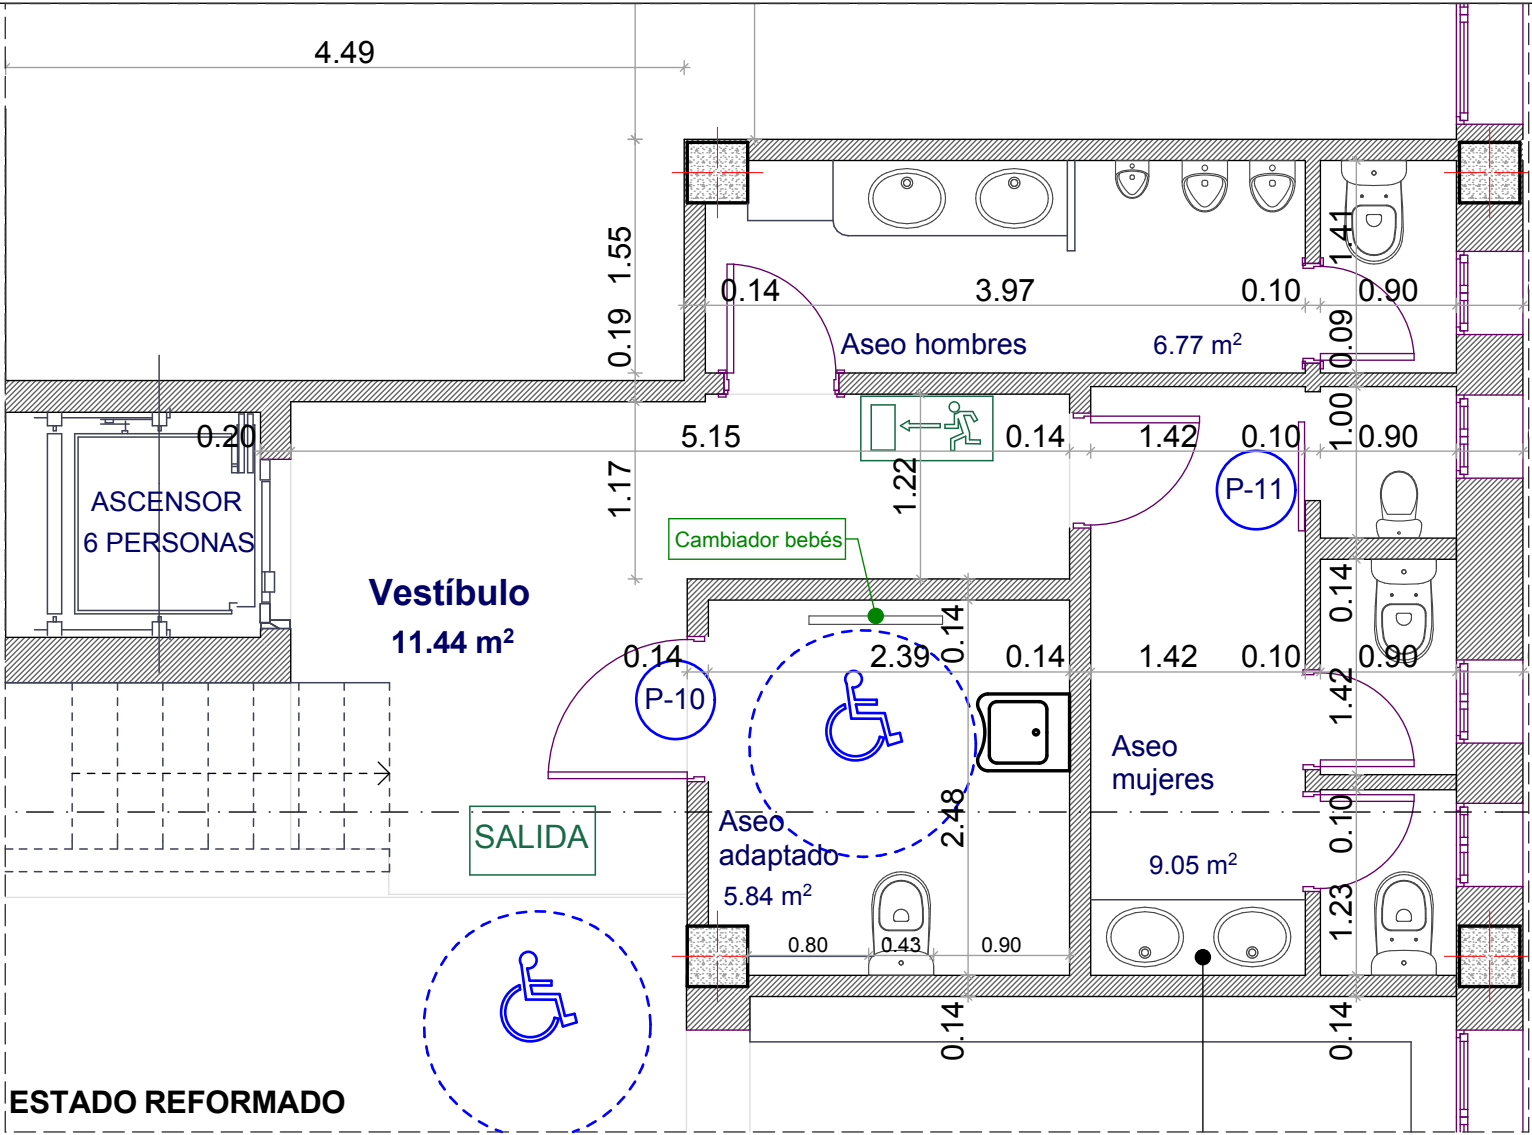 4.49
1.55
0.14
3.97
0.10
1.41
0.90
0.19
Aseo hombres
6.77 m²
0.09
0.20
5.15
0.14
1.42
0.10
1.00
0.90
ASCENSOR
6 PERSONAS
1.17
1.22
P-11
Cambiador bebés
Vestíbulo
11.44 m²
0.14
0.14
2.39
0.14
1.42
0.10
0.14
0.90
P-10
1.42
Aseo
mujeres
SALIDA
Aseo
adaptado
5.84 m²
2.48
0.10
9.05 m²
1.23
0.80
0.43
0.90
0.14
0.14
ESTADO REFORMADO